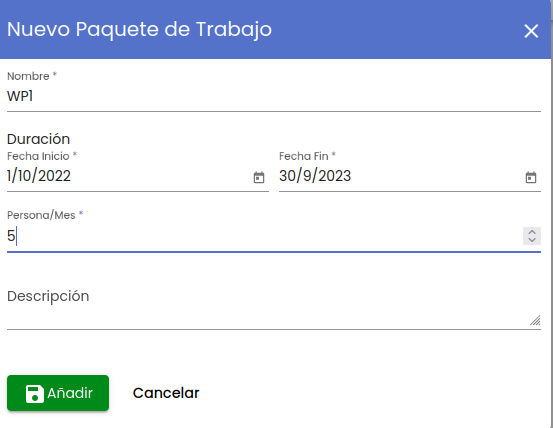 Nuevo Paquete de Trabajo
Nombre *
WP1
Duración
Fecha Inicio * Fecha Fin *
1/10/2022 30/9/2023
Persona/Mes *
5
Descripción
Añadir Cancelar